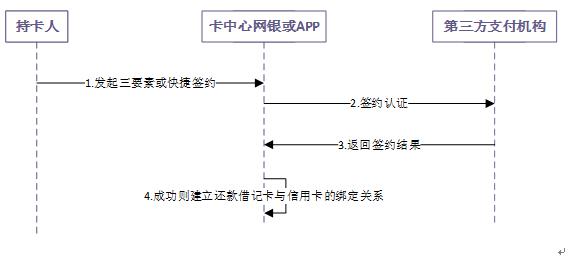 持卡人
卡中心网银或APP
第三方支付机构
1.发起三要素或快捷签约
2.签约认证
3.返回签约结果
4.成功则建立还款借记卡与信用卡的绑定关系